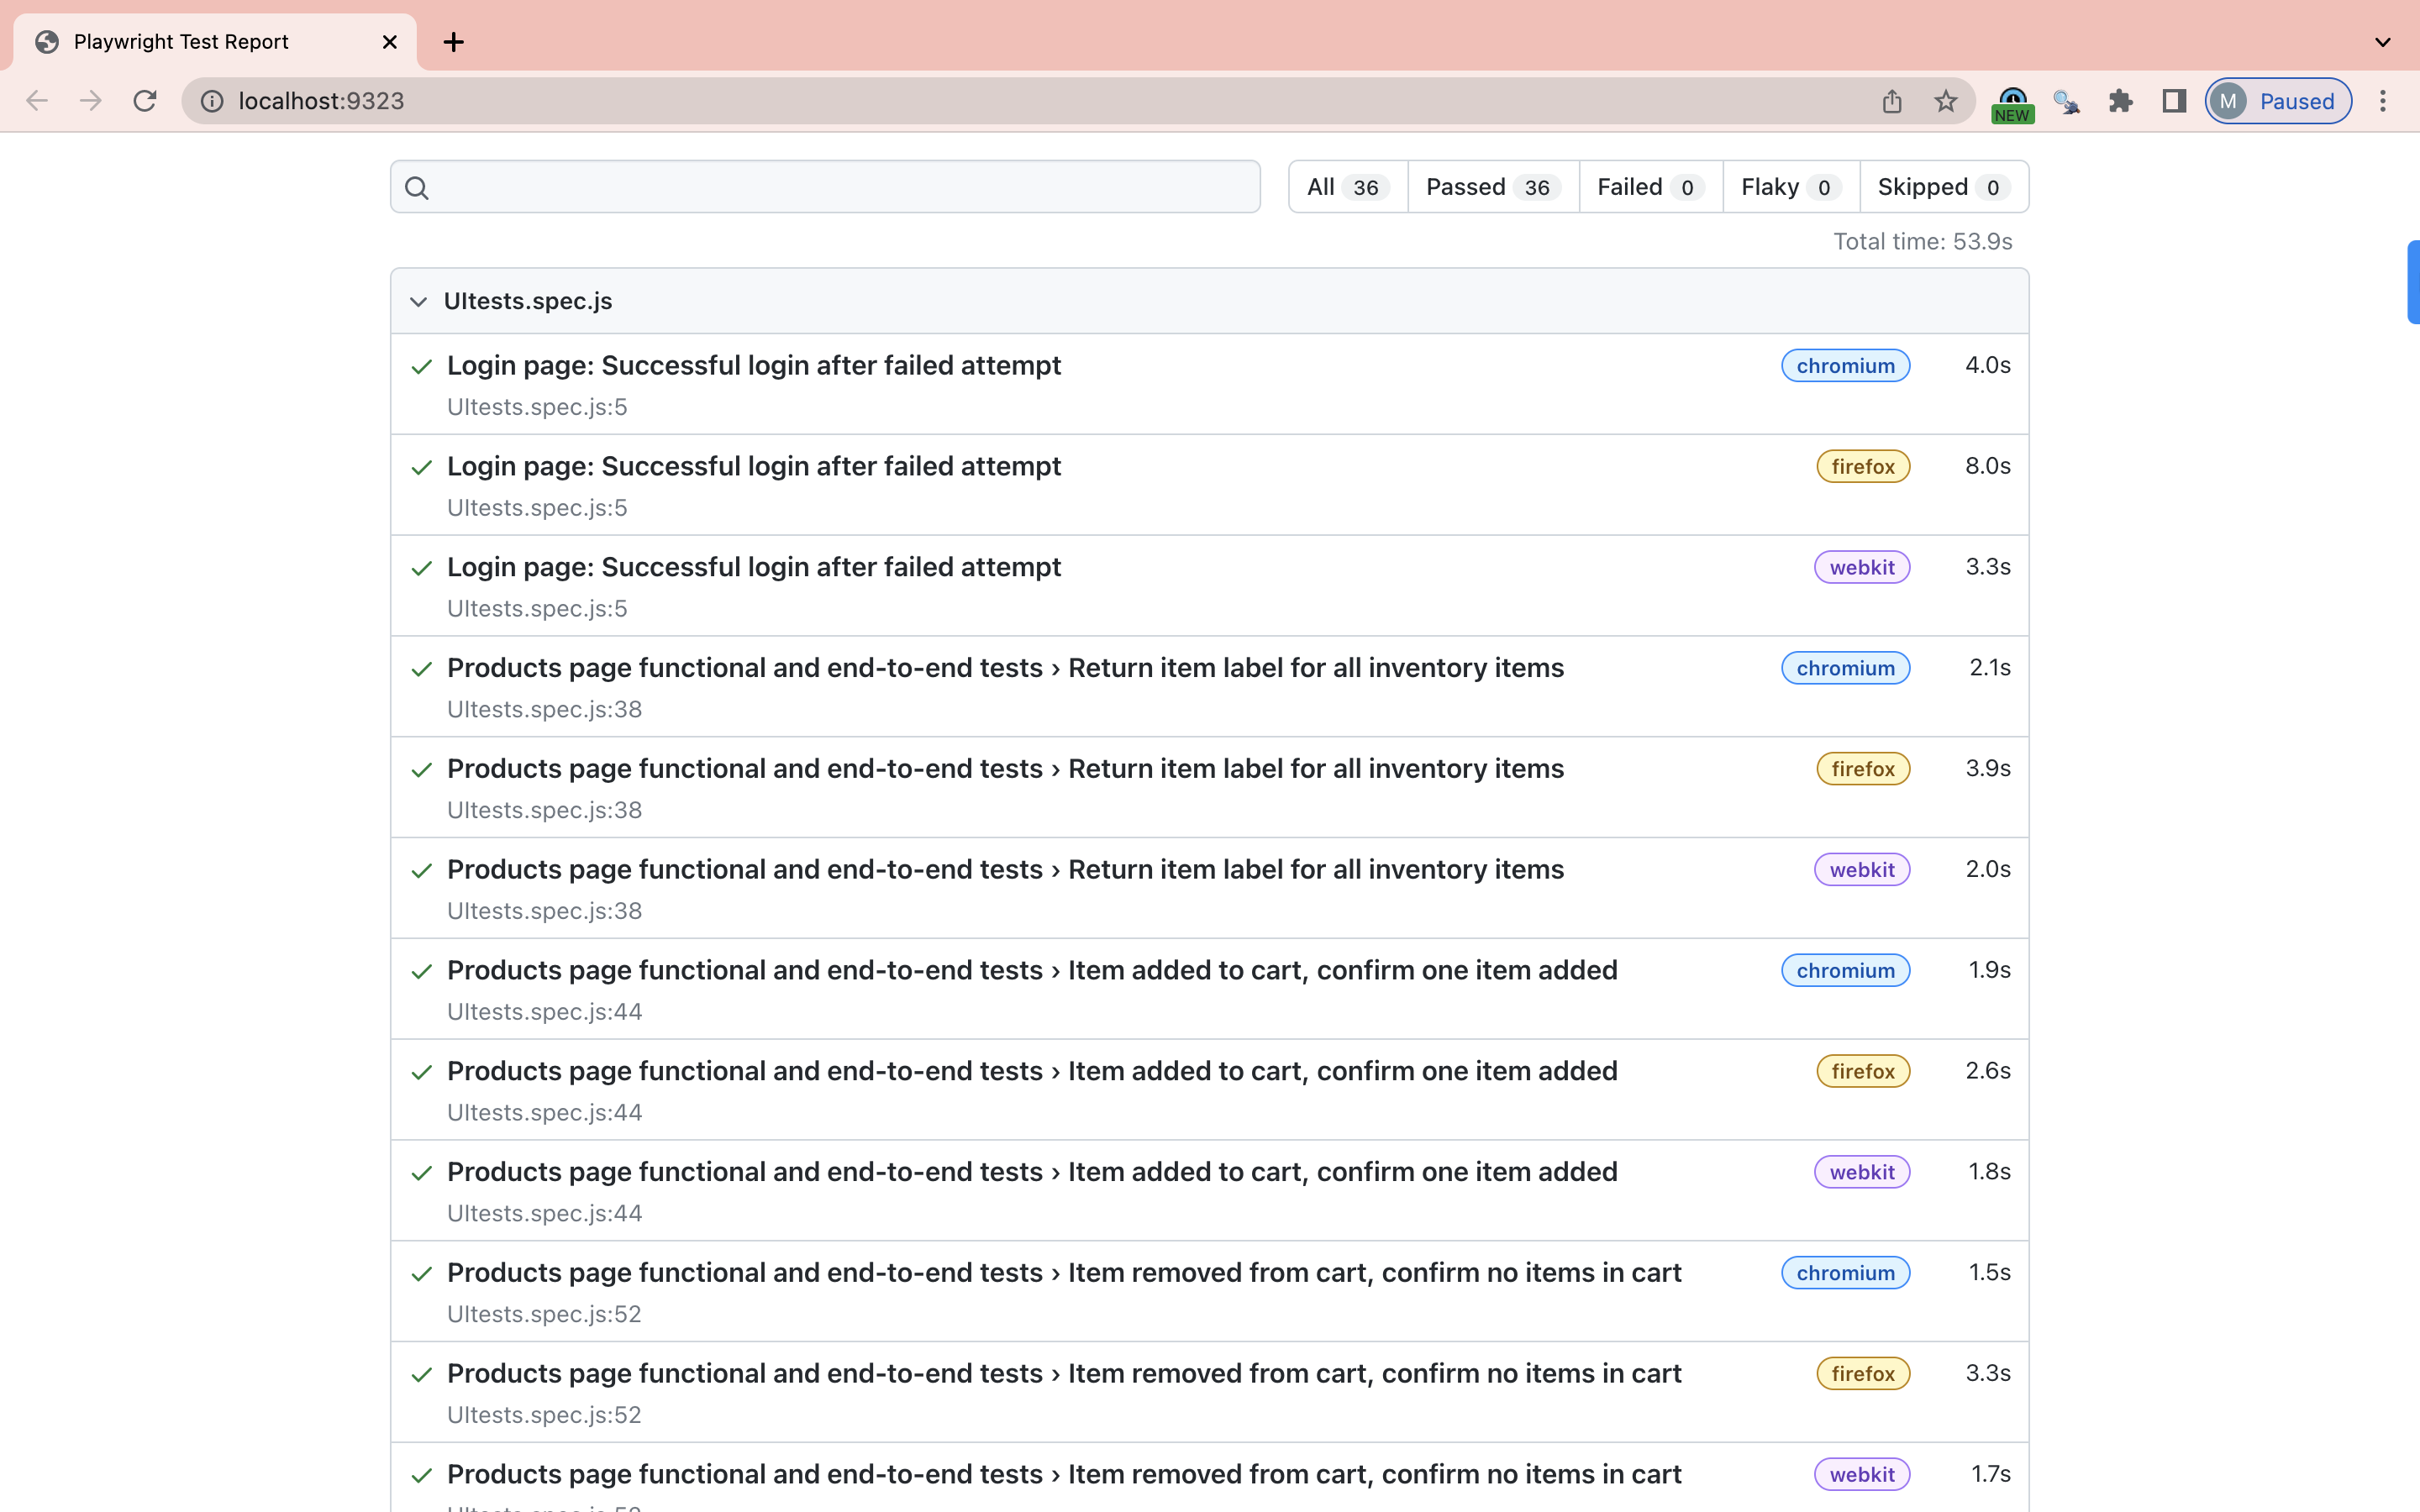 Playwright Test Report
localhost:9323
NEW
M Paused
All 36 Passed 36 Failed 0 Flaky 0 Skipped 0
Total time: 53.9s
UItests.spec.js
Login page: Successful login after failed attempt chromium 4.0s
UItests.spec.js:5
Login page: Successful login after failed attempt firefox 8.0s
UItests.spec.js:5
Login page: Successful login after failed attempt webkit 3.3s
UItests.spec.js:5
Products page functional and end-to-end tests › Return item label for all inventory items chromium 2.1s
UItests.spec.js:38
Products page functional and end-to-end tests › Return item label for all inventory items firefox 3.9s
UItests.spec.js:38
Products page functional and end-to-end tests › Return item label for all inventory items webkit 2.0s
UItests.spec.js:38
Products page functional and end-to-end tests › Item added to cart, confirm one item added chromium 1.9s
UItests.spec.js:44
Products page functional and end-to-end tests › Item added to cart, confirm one item added firefox 2.6s
UItests.spec.js:44
Products page functional and end-to-end tests › Item added to cart, confirm one item added webkit 1.8s
UItests.spec.js:44
Products page functional and end-to-end tests › Item removed from cart, confirm no items in cart chromium 1.5s
UItests.spec.js:52
Products page functional and end-to-end tests › Item removed from cart, confirm no items in cart firefox 3.3s
UItests.spec.js:52
Products page functional and end-to-end tests › Item removed from cart, confirm no items in cart webkit 1.7s